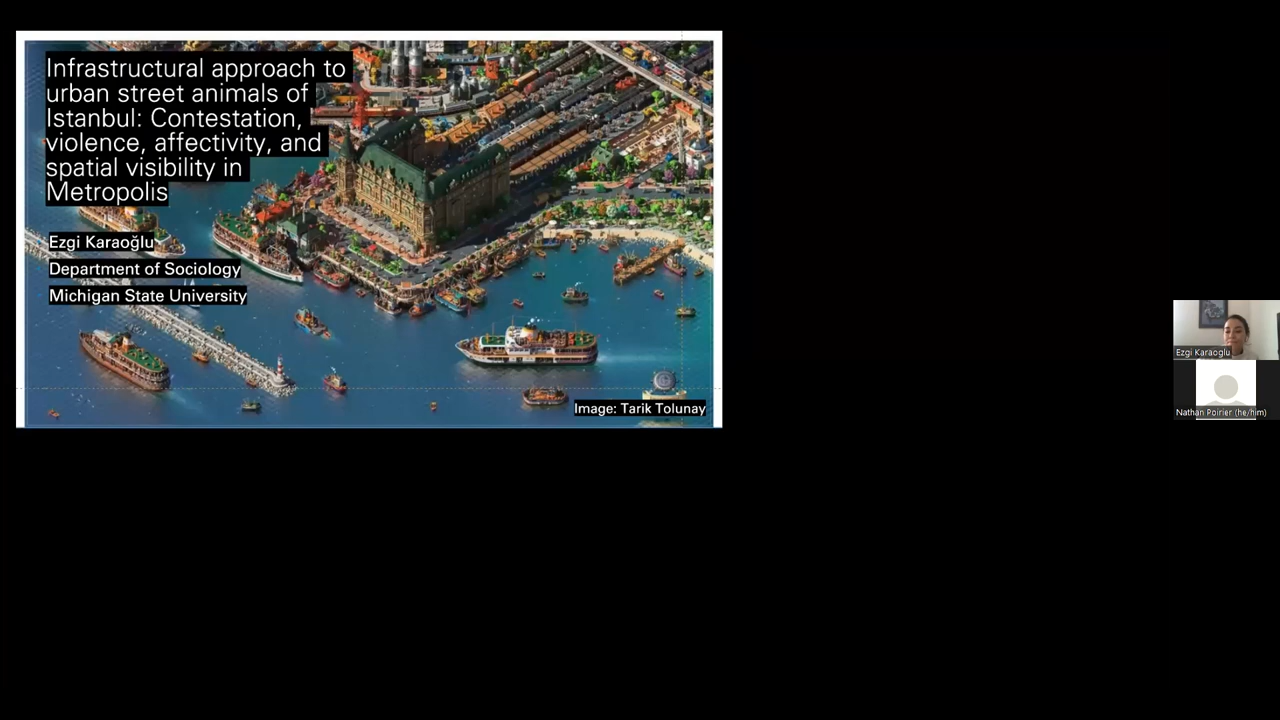 Infrastructural approach to
urban street animals of
Istanbul: Contestation,
violence, affectivity, and
spatial visibility in
Metropolis
Ezgi Karaoğlu
Department of Sociology
Michigan State University
Image: Tarik Tolunay
Ezgi Karaoglu
Nathan Poirier (he/him)